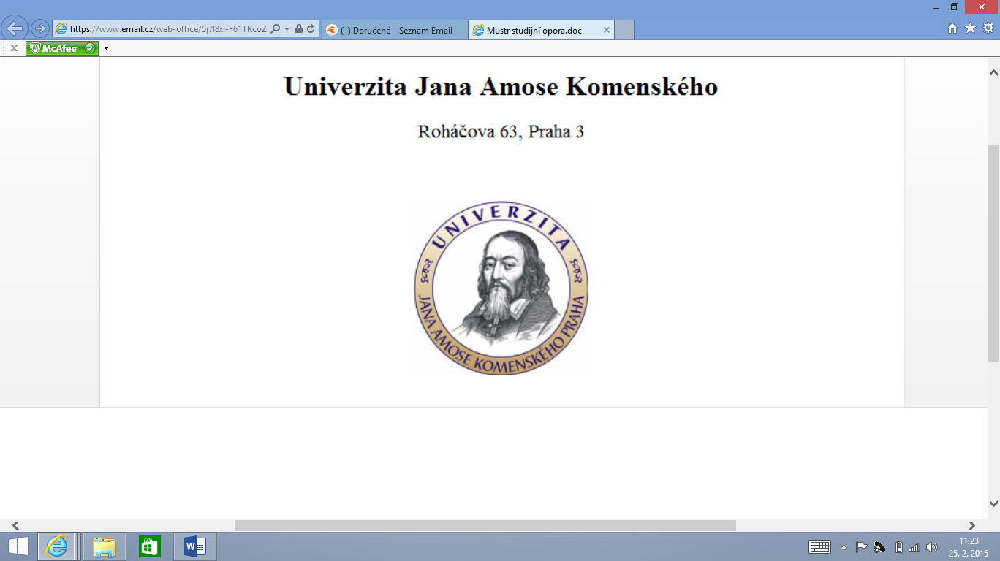 https://www.email.cz/web-office/5j7l8xi-F61TRcoZ
(1) Doručené – Seznam Email
Mustr studijní opora.doc
McAfee
Univerzita Jana Amose Komenského
Roháčova 63, Praha 3
UNIVERZITA
JANA AMOSE KOMENSKÉHO PRAHA
11:23
25. 2. 2015